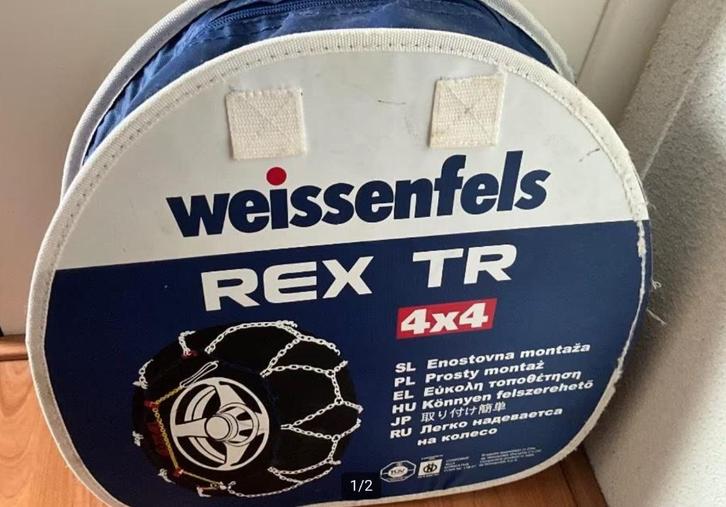 weissenfels
REX TR
4x4
SL Enostovna montaža
PL Prosty montaż
EL Εύκολη τοποθέτηση
HU Könnyen felszerehető
JP 取り付け簡単
RU Легко надевается
на колесо
TÜV
1/2